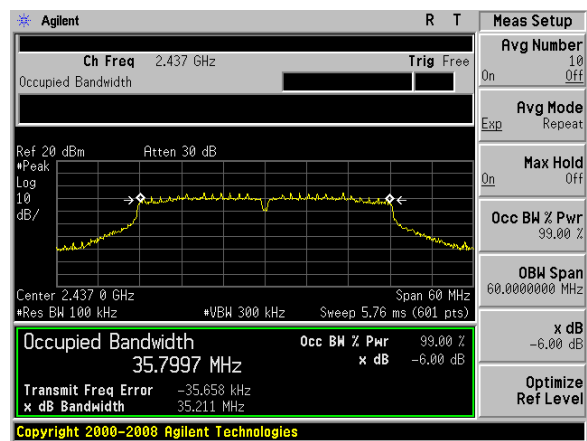 Agilent R T Meas Setup
Ch Freq 2.437 GHz Trig Free
Occupied Bandwidth
Avg Number
10
On Off
Avg Mode
Exp Repeat
Max Hold
On Off
Occ BW % Pwr
99.00 %
OBW Span
60.0000000 MHz
x dB
-6.00 dB
Optimize
Ref Level
Ref 20 dBm Atten 30 dB
#Peak
Log
10
dB/
Center 2.437 0 GHz Span 60 MHz
#Res BW 100 kHz #VBW 300 kHz Sweep 5.76 ms (601 pts)
Occupied Bandwidth Occ BW % Pwr 99.00 %
35.7997 MHz x dB -6.00 dB
Transmit Freq Error -35.658 kHz
x dB Bandwidth 35.211 MHz
Copyright 2000-2008 Agilent Technologies